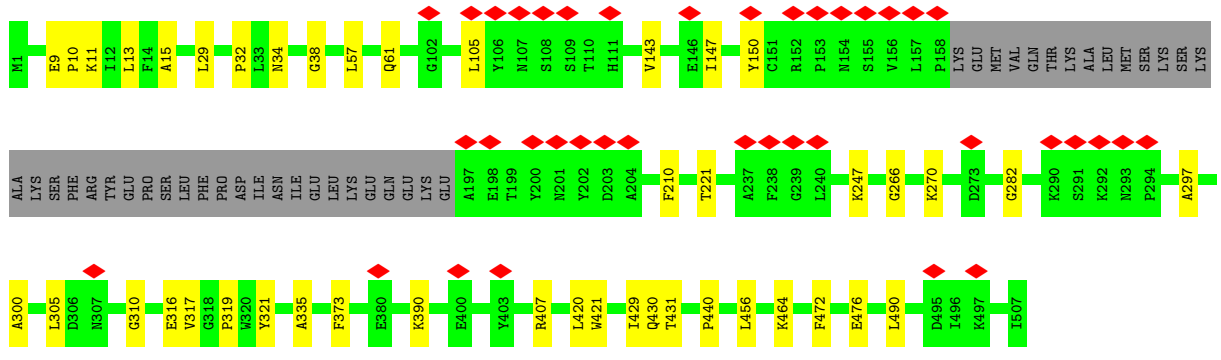 M1 E9 P10 K11 I12 L13 F14 A15 L29 P32 L33 N34 G38 L57 Q61 G102 L105 Y106 N107 S108 S109 T110 H111 V143 E146 I147 Y150 C151 R152 P153 N154 S155 V156 L157 P158 LYS GLU MET VAL GLN THR LYS ALA LEU MET SER LYS SER LYS
ALA LYS SER PHE ARG TYR GLU PRO SER LEU PHE PRO ASP ILE ASN ILE GLU LEU LYS GLU GLN GLU LYS GLU A197 E198 T199 Y200 N201 Y202 D203 A204 F210 T221 A237 F238 G239 L240 K247 G266 K270 D273 G282 K290 S291 K292 N293 P294 A297
A300 L305 D306 N307 G310 E316 V317 G318 P319 W320 Y321 A335 F373 E380 K390 E400 Y403 R407 L420 W421 I429 Q430 T431 P440 L456 K464 F472 E476 L490 D495 I496 K497 I507